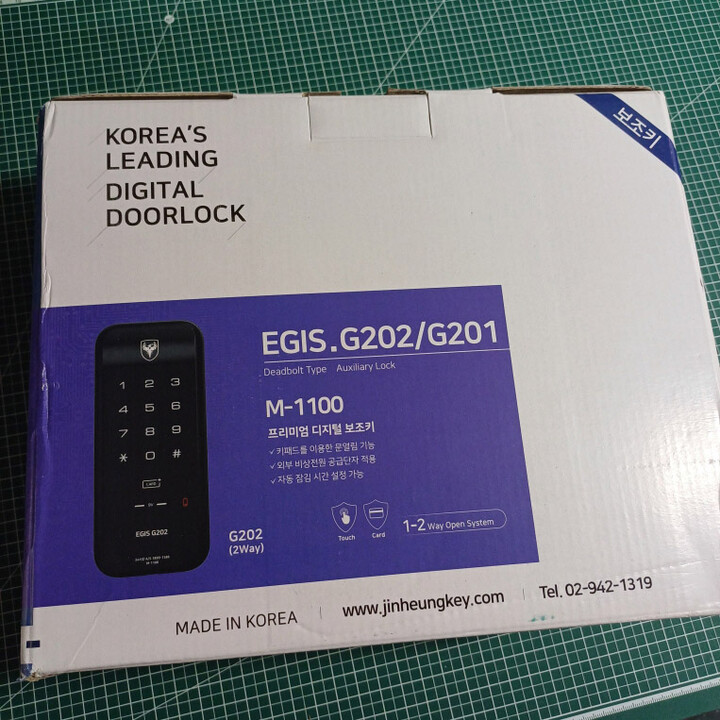 KOREA'S
LEADING
DIGITAL
DOORLOCK
보조키
EGIS.G202/G201
Deadbolt Type Auxiliary Lock
M-1100
프리미엄 디지털 보조키
✓ 키패드를 이용한 문열림 기능
✓ 외부 비상전원 공급단자 적용
✓ 자동 잠김 시간 설정 가능
Touch Card
1-2 Way Open System
1 2 3
4 5 6
7 8 9
* 0 #
CARD
9V
EGIS G202
M-1100
G202
(2Way)
MADE IN KOREA | www.jinheungkey.com | Tel. 02-942-1319